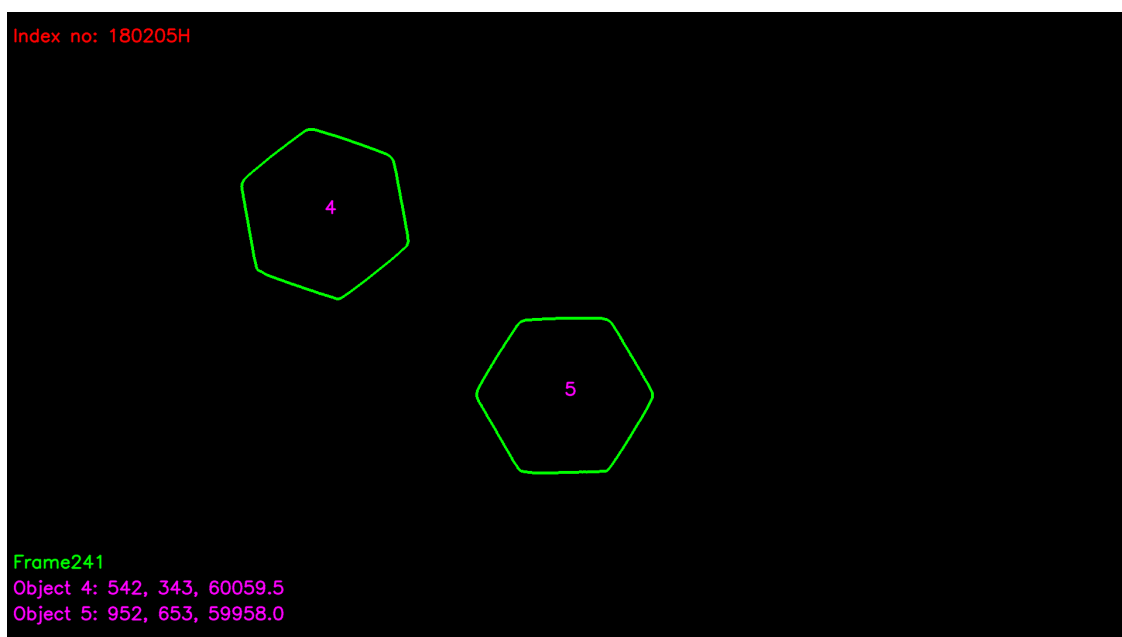 Index no: 180205H
4
5
Frame241
Object 4: 542, 343, 60059.5
Object 5: 952, 653, 59958.0